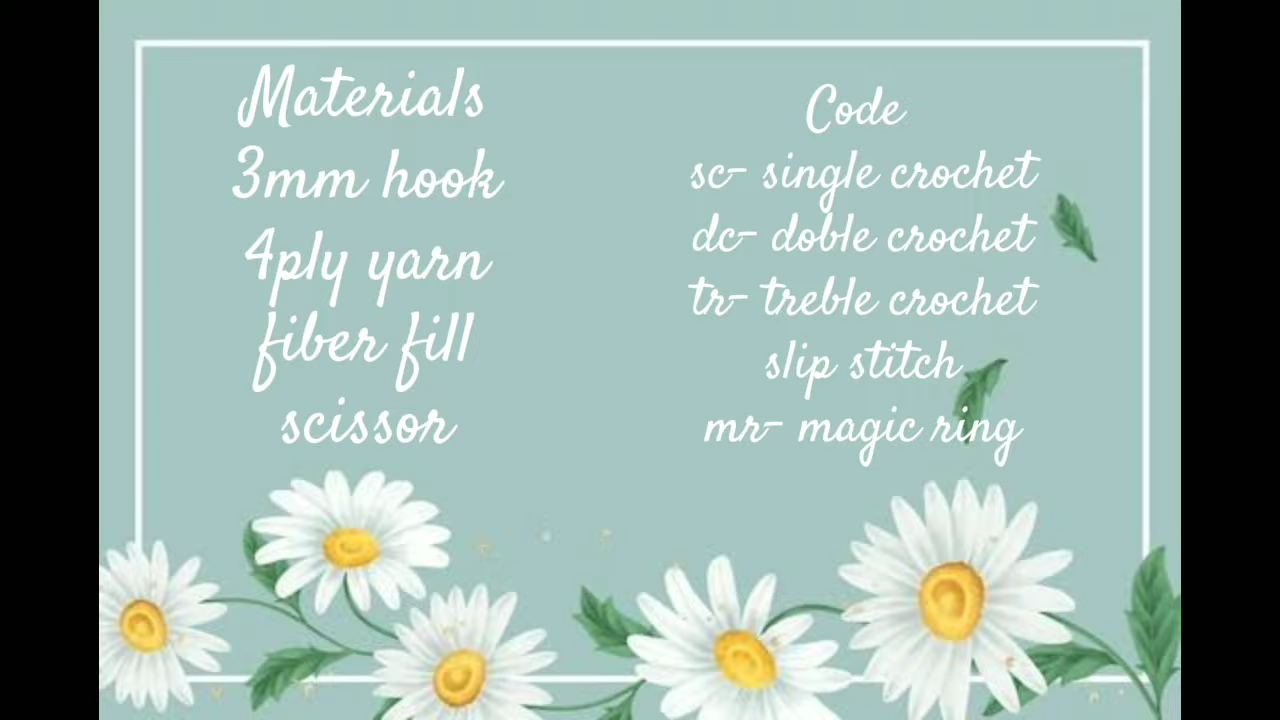 Materials
3mm hook
4ply yarn
fiber fill
scissor
Code
sc- single crochet
dc- doble crochet
tr- treble crochet
slip stitch
mr- magic ring